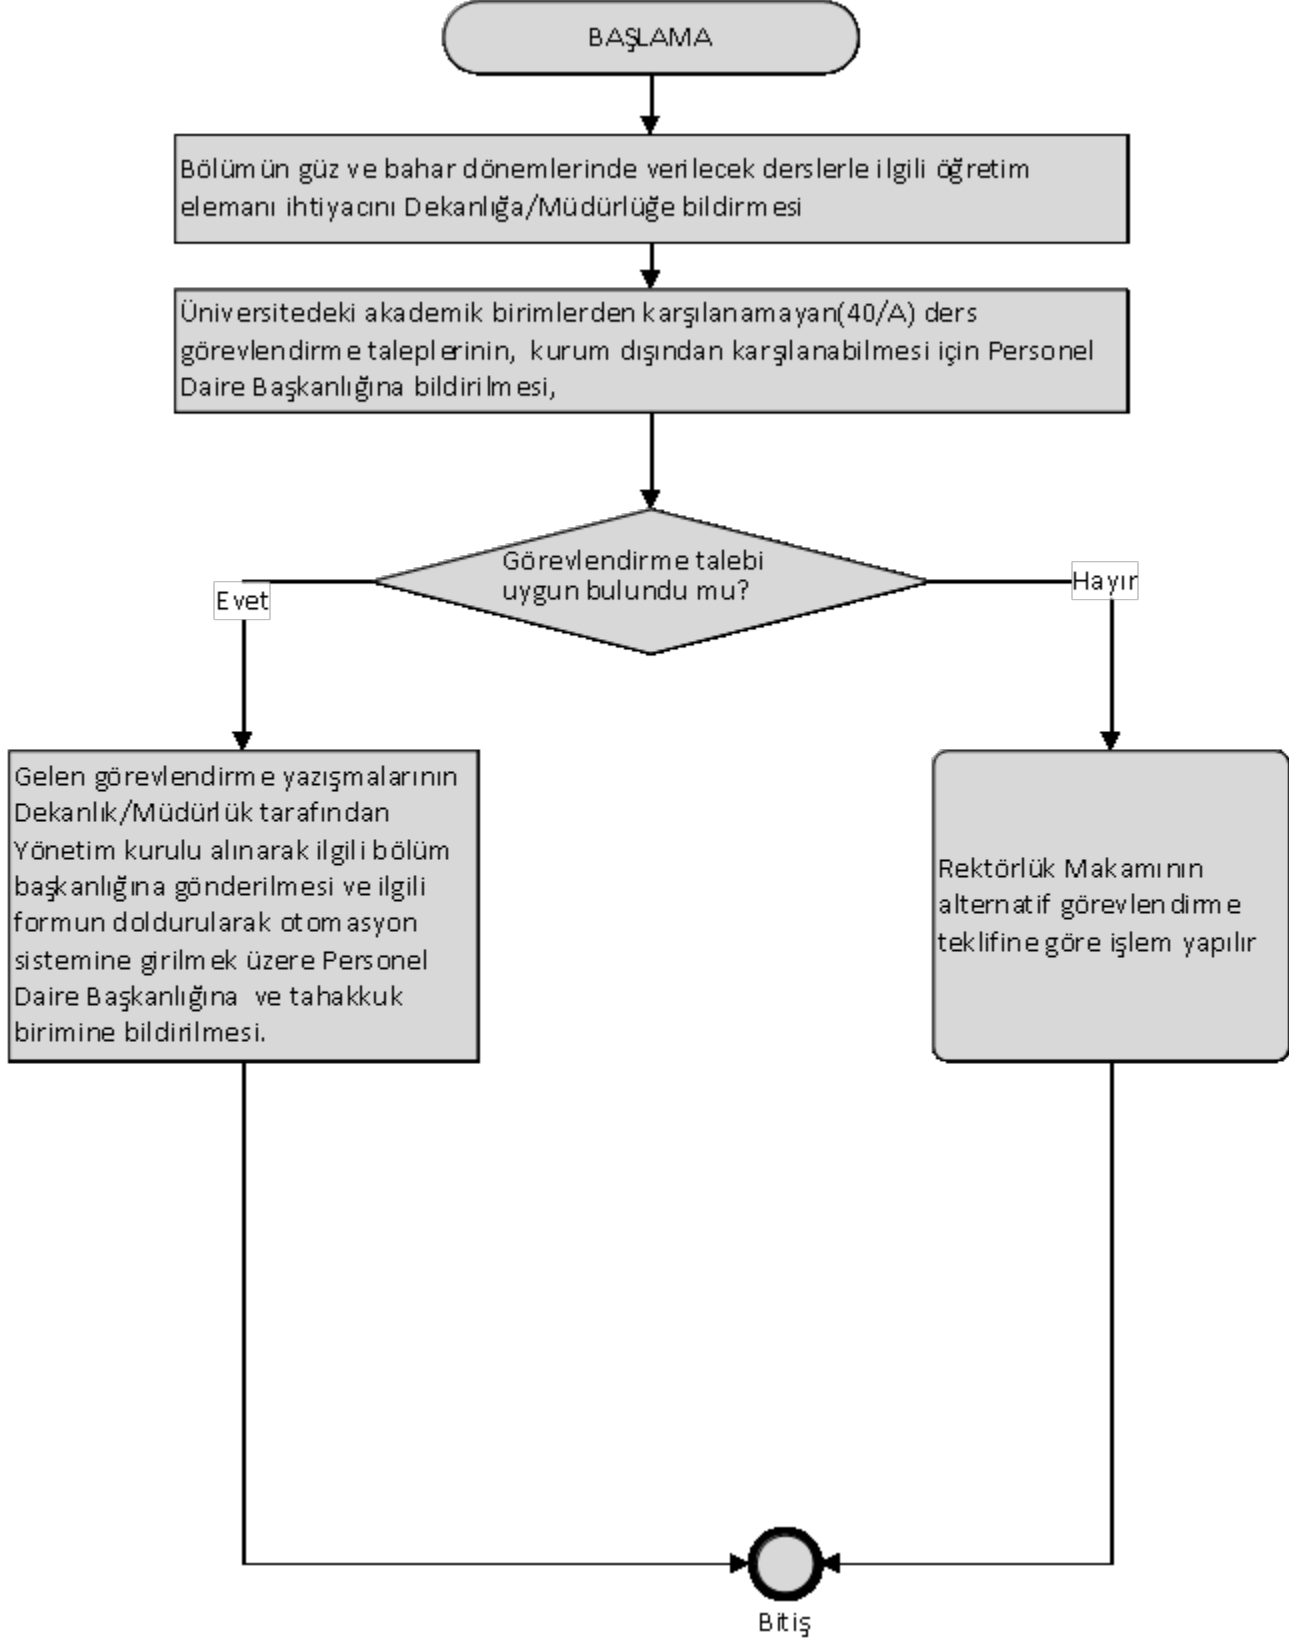 BAŞLAMA
Bölümün güz ve bahar dönemlerinde verilecek derslerle ilgili öğretim
elemanı ihtiyacını Dekanlığa/Müdürlüğe bildirmesi
Üniversitedeki akademik birimlerden karşılanamayan(40/A) ders
görevlendirme taleplerinin, kurum dışından karşılanabilmesi için Personel
Daire Başkanlığına bildirilmesi,
Görevlendirme talebi
uygun bulundu mu?
Evet
Hayır
Gelen görevlendirme yazışmalarının
Dekanlık/Müdürlük tarafından
Yönetim kurulu alınarak ilgili bölüm
başkanlığına gönderilmesi ve ilgili
formun doldurularak otomasyon
sistemine girilmek üzere Personel
Daire Başkanlığına ve tahakkuk
birimine bildirilmesi.
Rektörlük Makamının
alternatif görevlendirme
teklifine göre işlem yapılır
Bitiş